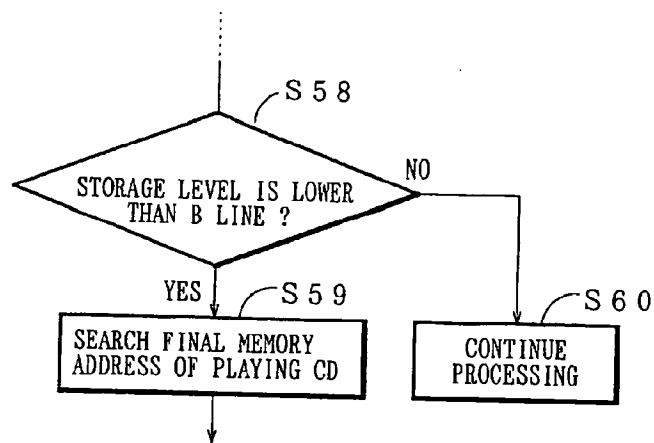 S58
STORAGE LEVEL IS LOWER
THAN B LINE ?
NO
YES
S59
SEARCH FINAL MEMORY
ADDRESS OF PLAYING CD
S60
CONTINUE
PROCESSING